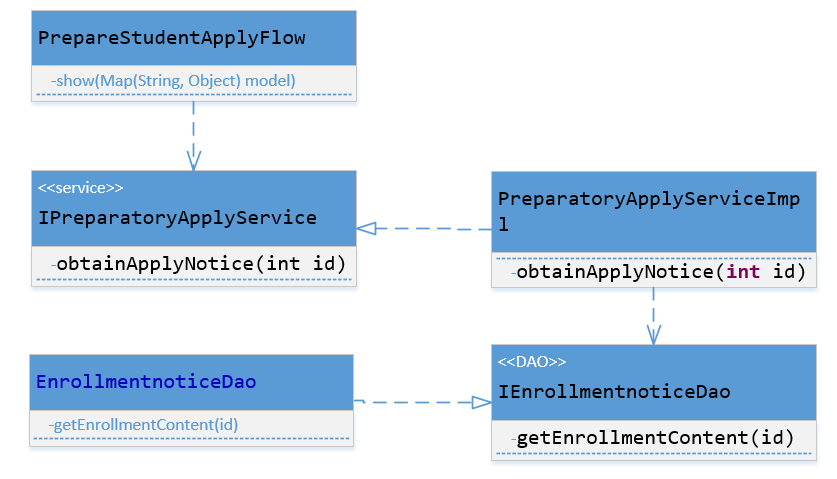 PrepareStudentApplyFlow
-show(Map(String, Object) model)
<<service>>
IPreparatoryApplyService
-obtainApplyNotice(int id)
PreparatoryApplyServiceImp
l
-obtainApplyNotice(int id)
EnrollmentnoticeDao
-getEnrollmentContent(id)
<<DAO>>
IEnrollmentnoticeDao
-getEnrollmentContent(id)